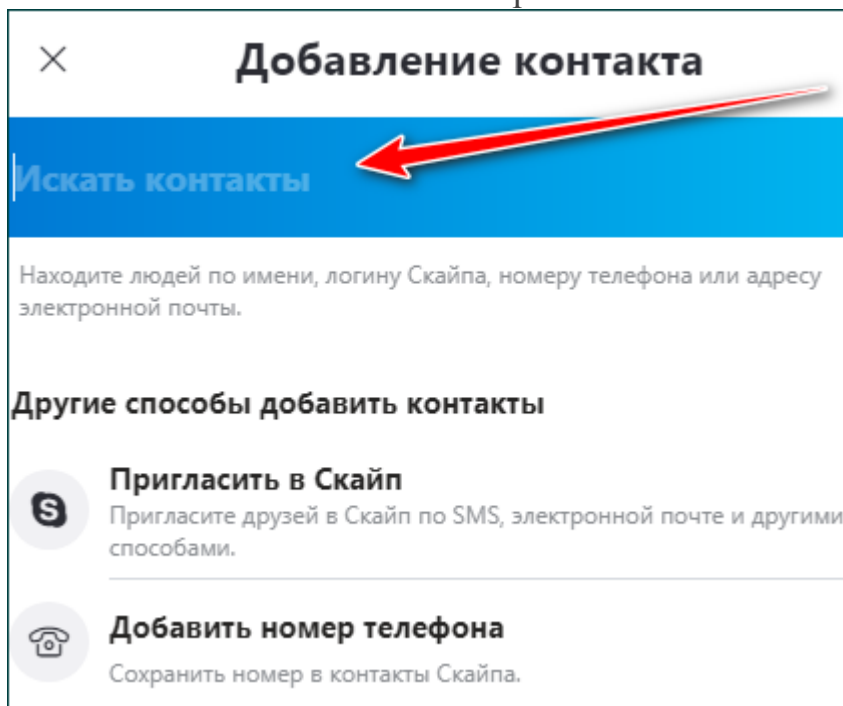 Добавление контакта
Искать контакты
Находите людей по имени, логину Скайпа, номеру телефона или адресу
электронной почты.
Другие способы добавить контакты
Пригласить в Скайп
Пригласите друзей в Скайп по SMS, электронной почте и другими
способами.
Добавить номер телефона
Сохранить номер в контакты Скайпа.